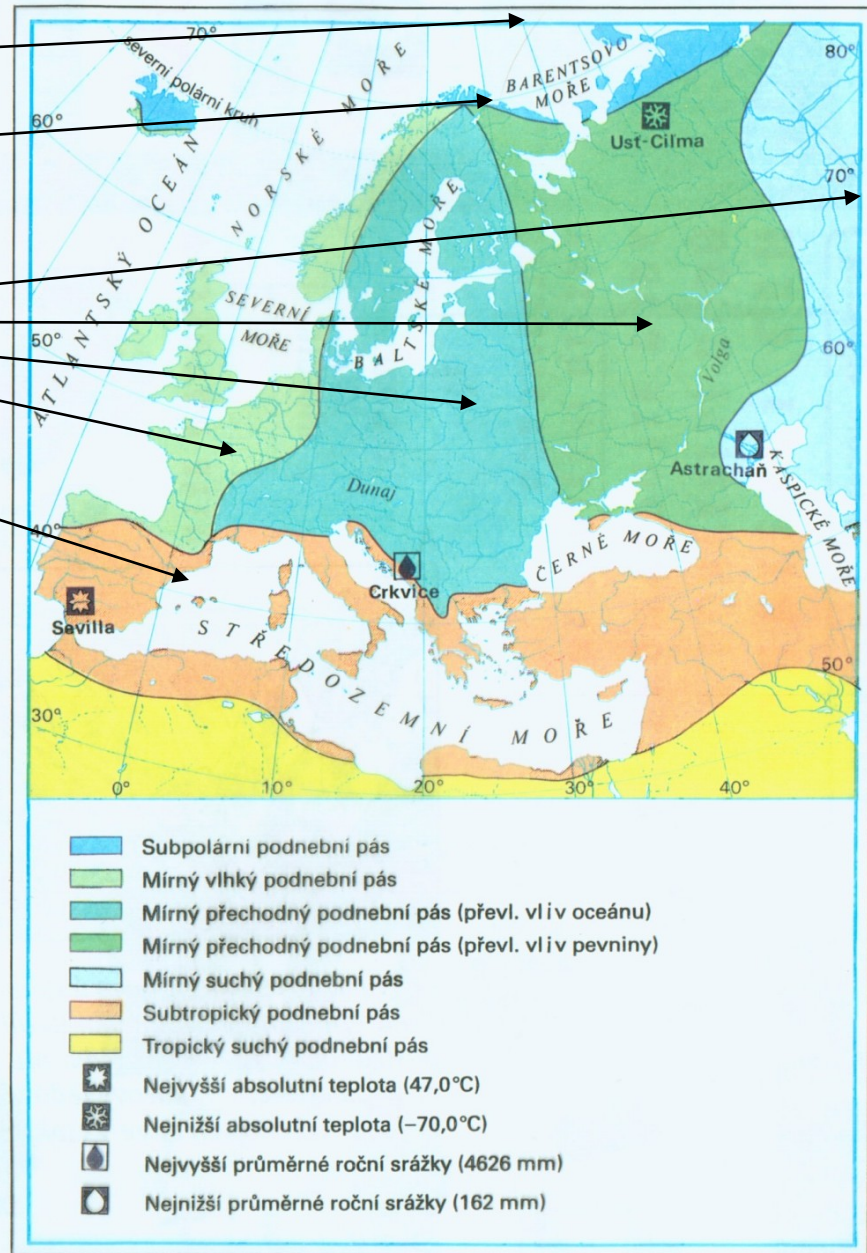 70°
80°
severní polární kruh
BARENTSOVO
MOŘE
NORSKÉ MOŘE
60°
Usť-Ciľma
ATLANTSKÝ OCEÁN
70°
BALTSKÉ MOŘE
SEVERNÍ
MOŘE
50°
Volga
60°
Astrachaň
KASPICKÉ MOŘE
Dunaj
40°
ČERNÉ MOŘE
Crkvice
Sevilla
STŘEDOZEMNÍ MOŘE
50°
30°
0°
10°
20°
30°
40°
Subpolární podnební pás
Mírný vlhký podnební pás
Mírný přechodný podnební pás (převl. vliv oceánu)
Mírný přechodný podnební pás (převl. vliv pevniny)
Mírný suchý podnební pás
Subtropický podnební pás
Tropický suchý podnební pás
Nejvyšší absolutní teplota (47,0°C)
Nejnižší absolutní teplota (–70,0°C)
Nejvyšší průměrné roční srážky (4626 mm)
Nejnižší průměrné roční srážky (162 mm)